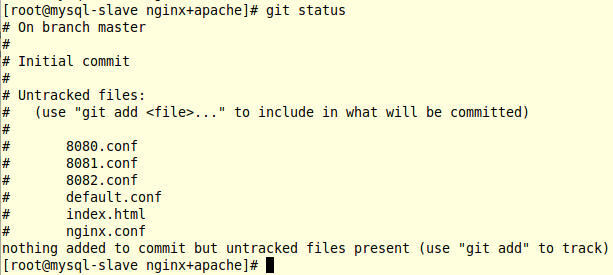 [root@mysql-slave nginx+apache]# git status
# On branch master
#
# Initial commit
#
# Untracked files:
#   (use "git add <file>..." to include in what will be committed)
#
#       8080.conf
#       8081.conf
#       8082.conf
#       default.conf
#       index.html
#       nginx.conf
nothing added to commit but untracked files present (use "git add" to track)
[root@mysql-slave nginx+apache]#